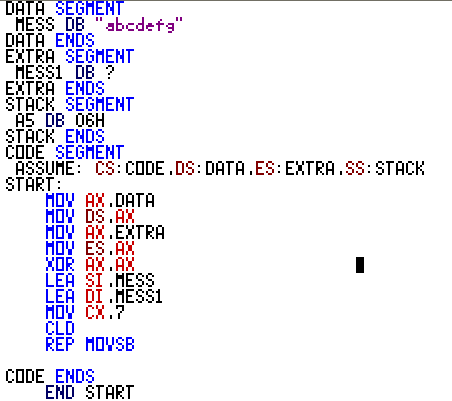 DATA SEGMENT
MESS DB "abcdefg"
DATA ENDS
EXTRA SEGMENT
MESS1 DB ?
EXTRA ENDS
STACK SEGMENT
A5 DB 06H
STACK ENDS
CODE SEGMENT
ASSUME: CS:CODE,DS:DATA,ES:EXTRA,SS:STACK
START:
MOV AX,DATA
MOV DS,AX
MOV AX,EXTRA
MOV ES,AX
XOR AX,AX
LEA SI,MESS
LEA DI,MESS1
MOV CX,7
CLD
REP MOVSB
CODE ENDS
END START